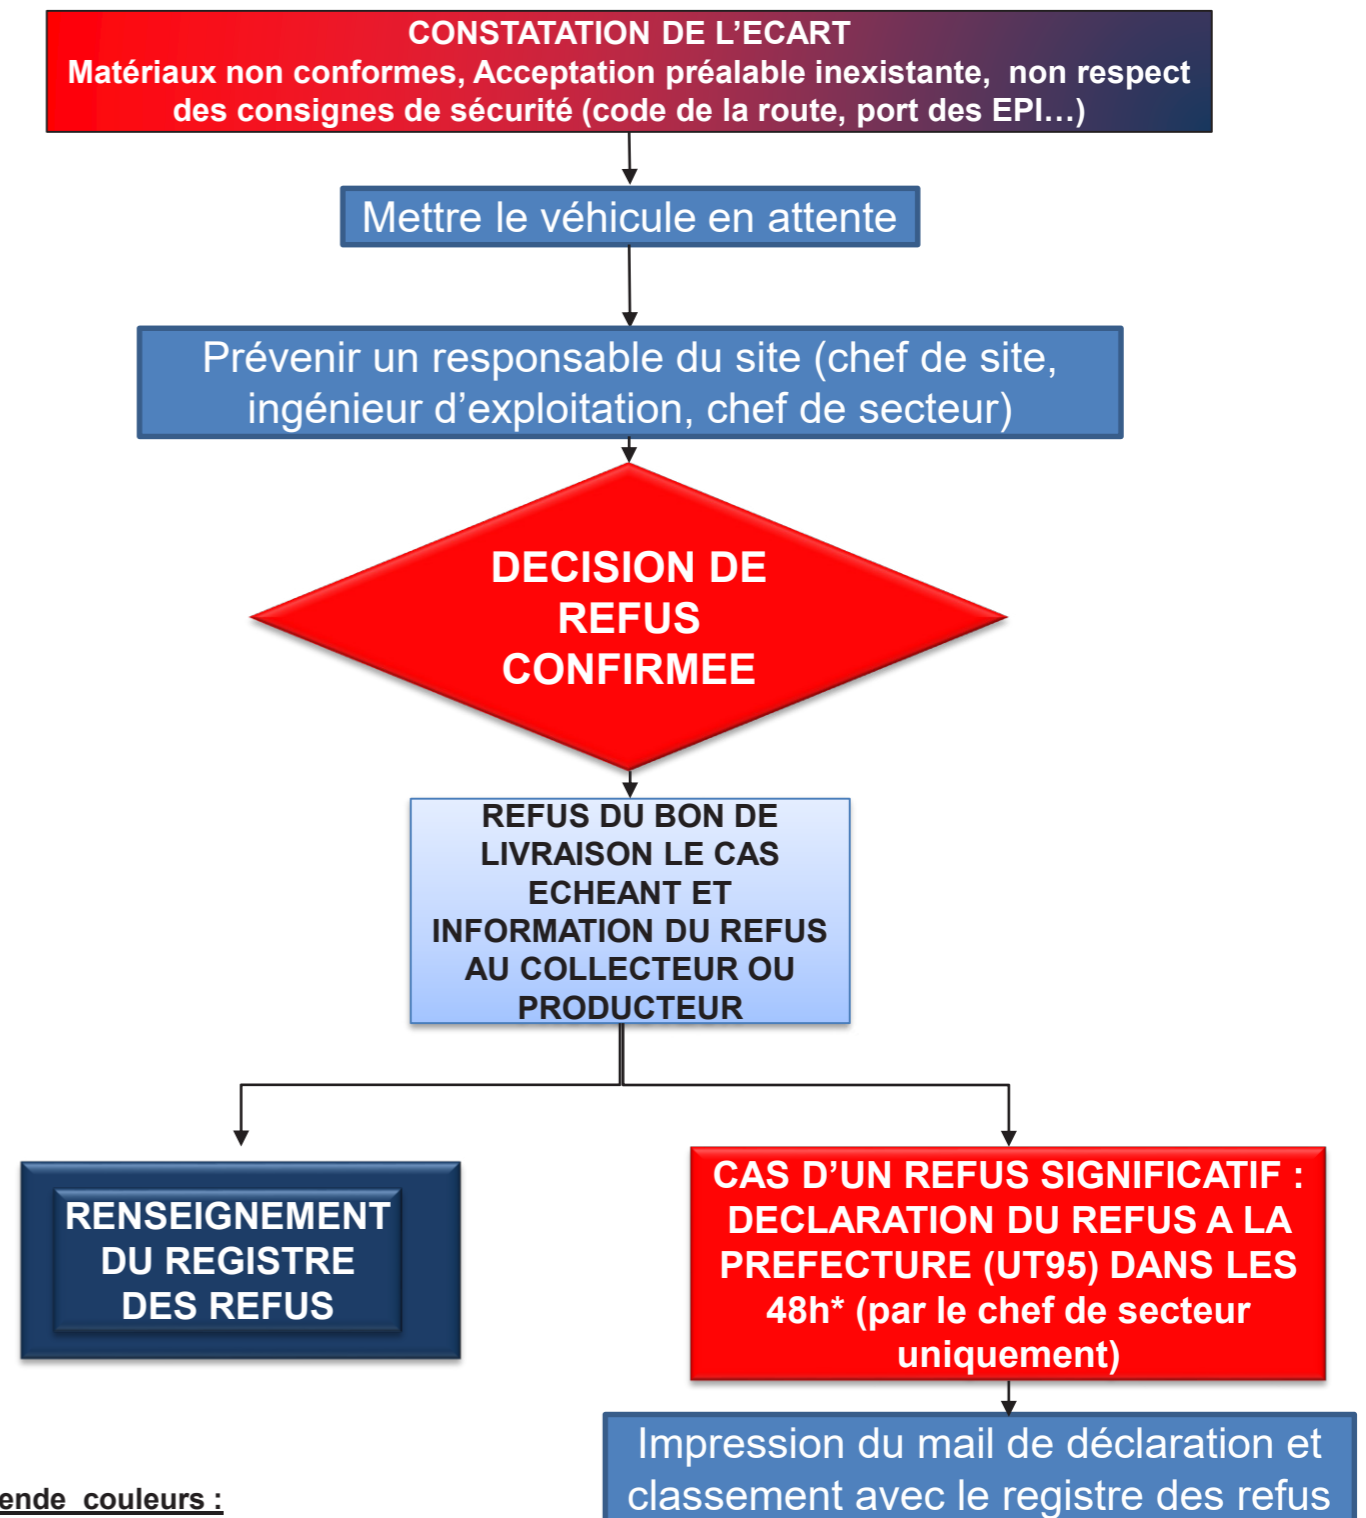 CONSTATATION DE L’ECART
Matériaux non conformes, Acceptation préalable inexistante, non respect
des consignes de sécurité (code de la route, port des EPI…)
Mettre le véhicule en attente
Prévenir un responsable du site (chef de site,
ingénieur d’exploitation, chef de secteur)
DECISION DE
REFUS
CONFIRMEE
REFUS DU BON DE
LIVRAISON LE CAS
ECHEANT ET
INFORMATION DU REFUS
AU COLLECTEUR OU
PRODUCTEUR
RENSEIGNEMENT
DU REGISTRE
DES REFUS
CAS D’UN REFUS SIGNIFICATIF :
DECLARATION DU REFUS A LA
PREFECTURE (UT95) DANS LES
48h* (par le chef de secteur
uniquement)
Impression du mail de déclaration et
classement avec le registre des refus
ende couleurs :